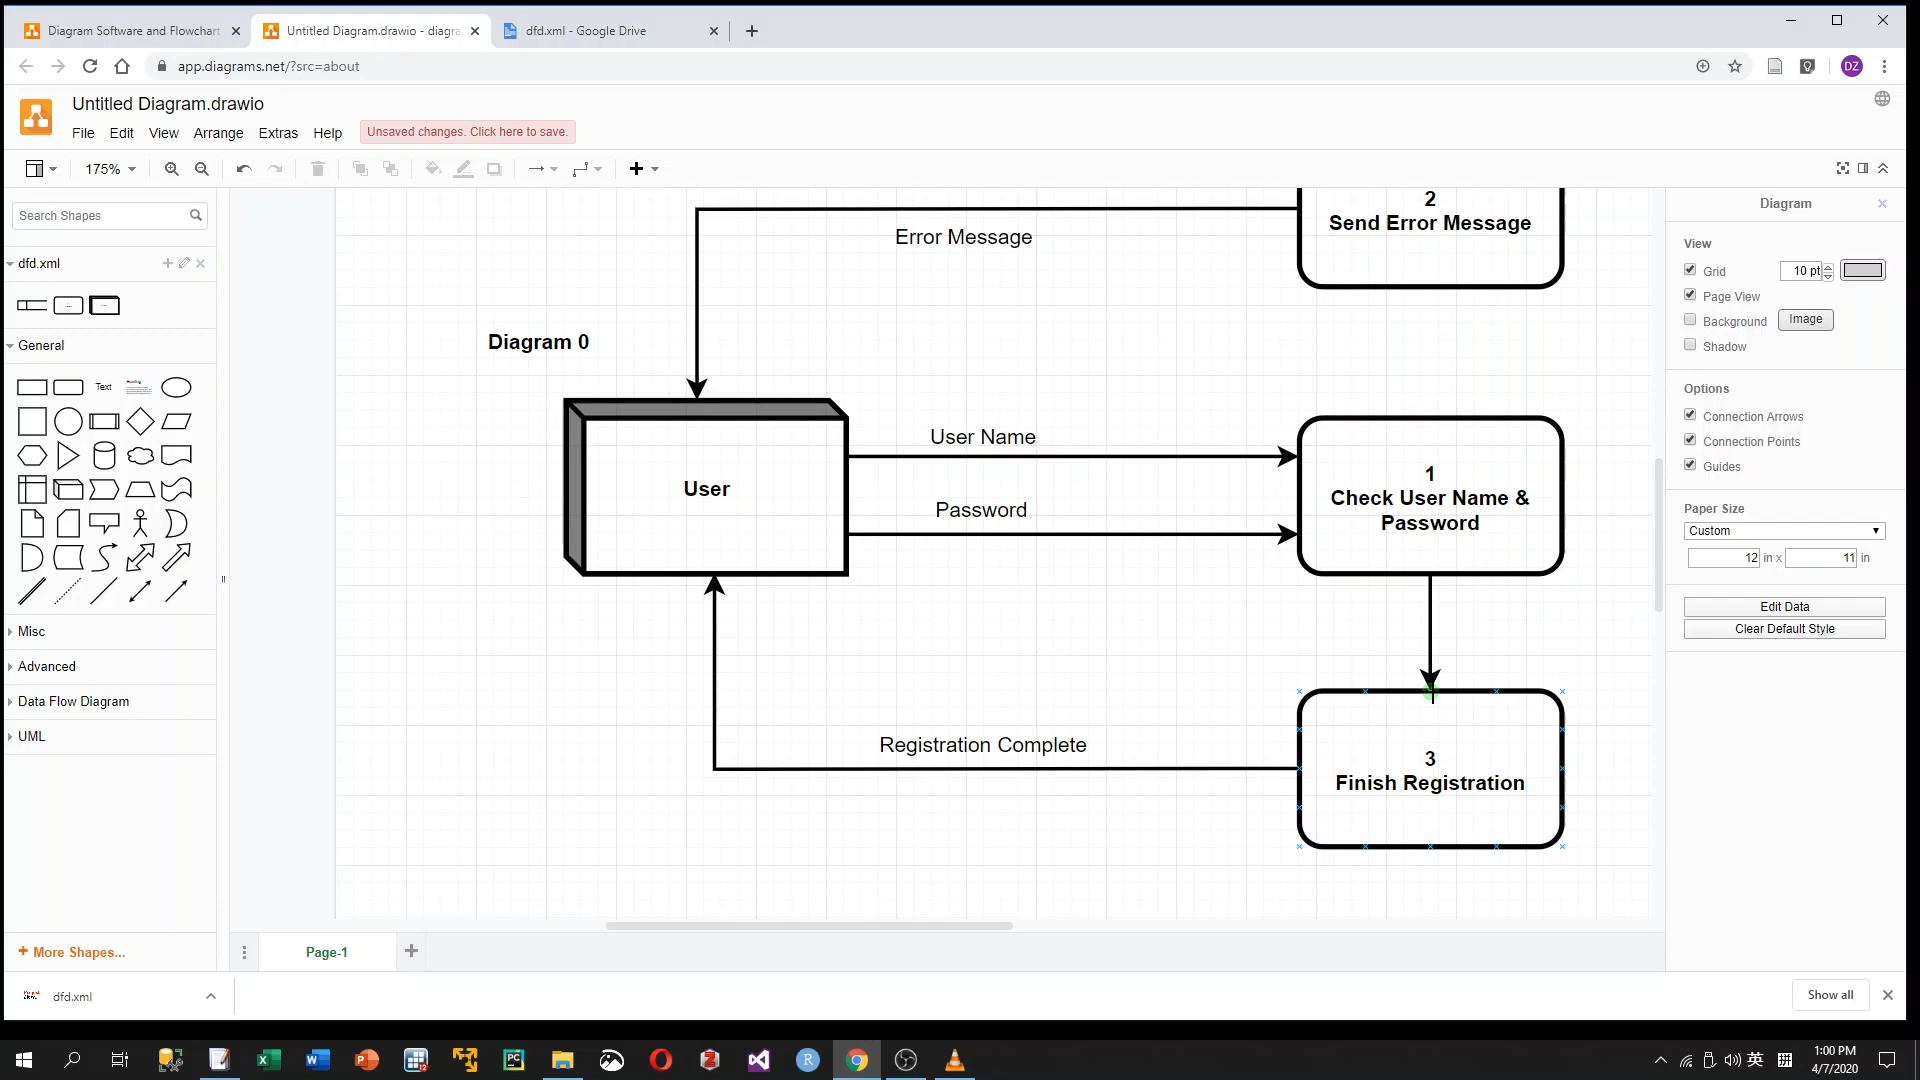 Diagram Software and Flowchart
Untitled Diagram.drawio - diagra
dfd.xml - Google Drive
app.diagrams.net/?src=about
DZ
Untitled Diagram.drawio
File Edit View Arrange Extras Help
Unsaved changes. Click here to save.
175%
Search Shapes
dfd.xml
General
Text
Misc
Advanced
Data Flow Diagram
UML
+ More Shapes...
2
Send Error Message
Error Message
Diagram 0
User Name
User
Password
1
Check User Name &
Password
Registration Complete
3
Finish Registration
Diagram
View
Grid 10 pt
Page View
Background Image
Shadow
Options
Connection Arrows
Connection Points
Guides
Paper Size
Custom
12 in x 11 in
Edit Data
Clear Default Style
Page-1
dfd.xml
Show all
英
拼
1:00 PM
4/7/2020